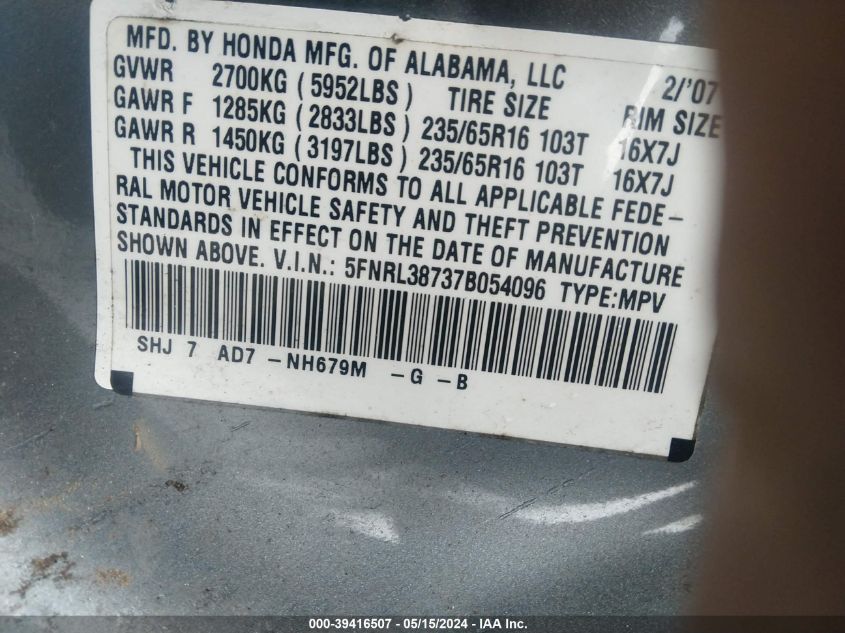 MFD. BY HONDA MFG. OF ALABAMA, LLC 2/'07
GVWR 2700KG (5952LBS) TIRE SIZE RIM SIZE
GAWR F 1285KG (2833LBS) 235/65R16 103T 16X7J
GAWR R 1450KG (3197LBS) 235/65R16 103T 16X7J
THIS VEHICLE CONFORMS TO ALL APPLICABLE FEDE-
RAL MOTOR VEHICLE SAFETY AND THEFT PREVENTION
STANDARDS IN EFFECT ON THE DATE OF MANUFACTURE
SHOWN ABOVE. V.I.N.: 5FNRL38737B054096 TYPE:MPV
SHJ 7 AD7 -NH679M -G -B
000-39416507 - 05/15/2024 - IAA Inc.